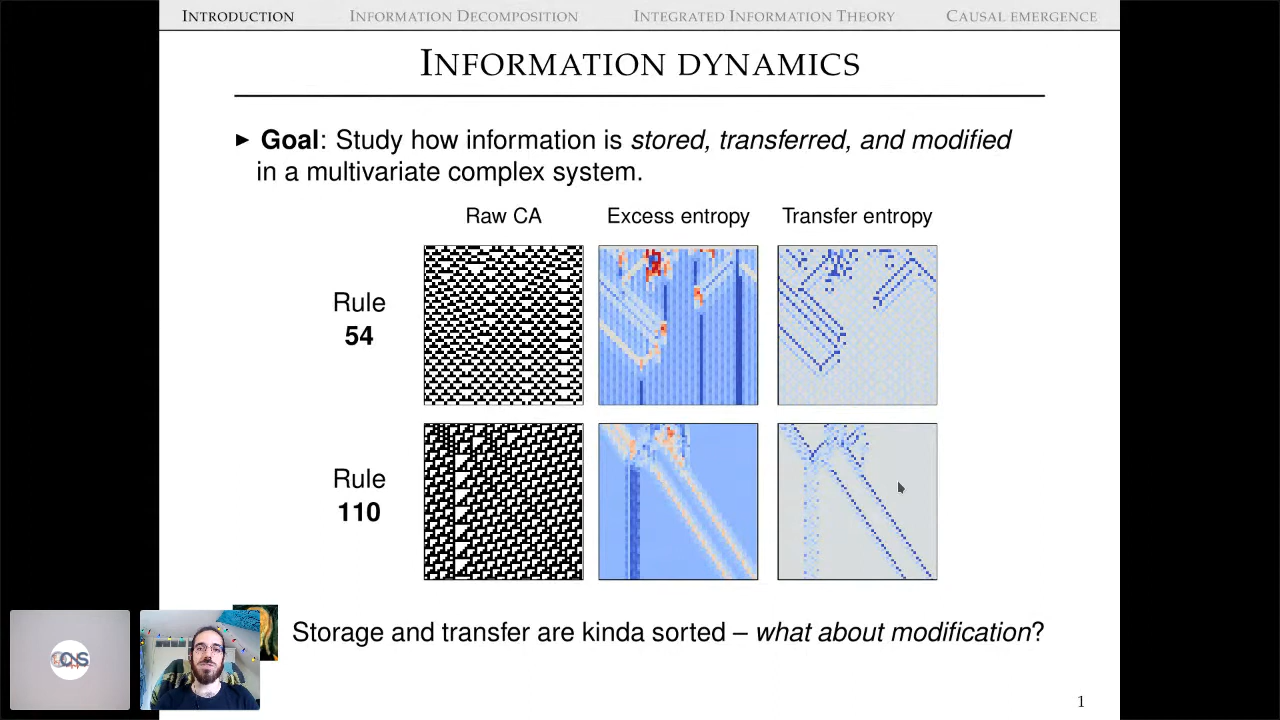 INTRODUCTION INFORMATION DECOMPOSITION INTEGRATED INFORMATION THEORY CAUSAL EMERGENCE
INFORMATION DYNAMICS
▶ Goal: Study how information is stored, transferred, and modified
in a multivariate complex system.
Raw CA Excess entropy Transfer entropy
Rule
54
Rule
110
Storage and transfer are kinda sorted – what about modification?
1